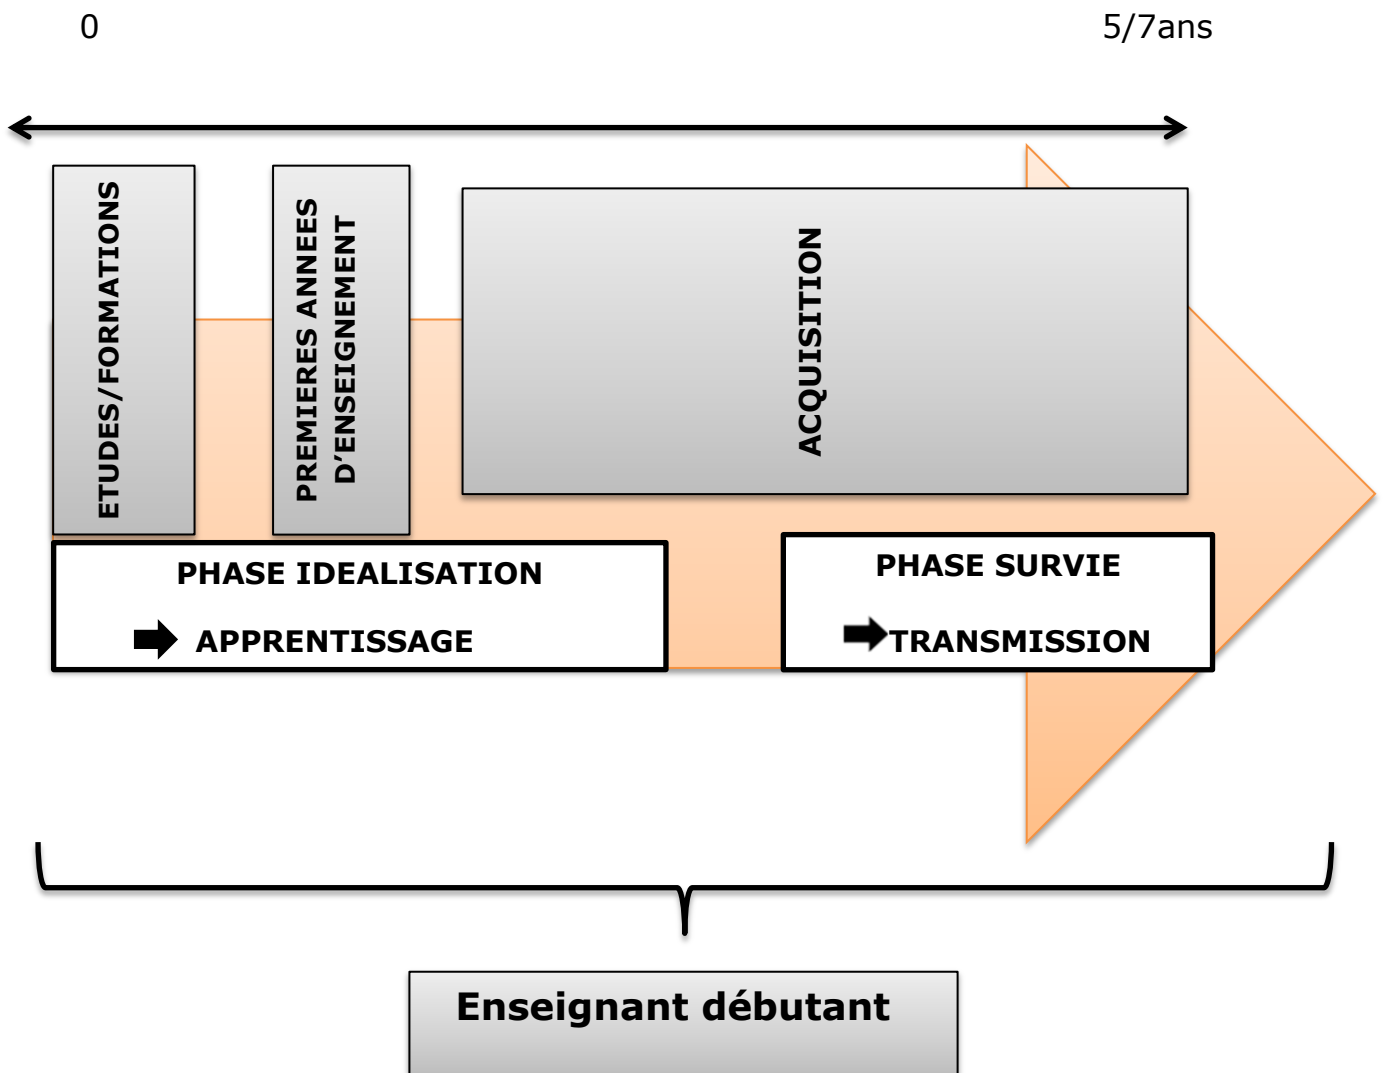 0
5/7ans
ETUDES/FORMATIONS
PREMIERES ANNEES
D'ENSEIGNEMENT
ACQUISITION
PHASE IDEALISATION
APPRENTISSAGE
PHASE SURVIE
TRANSMISSION
Enseignant débutant